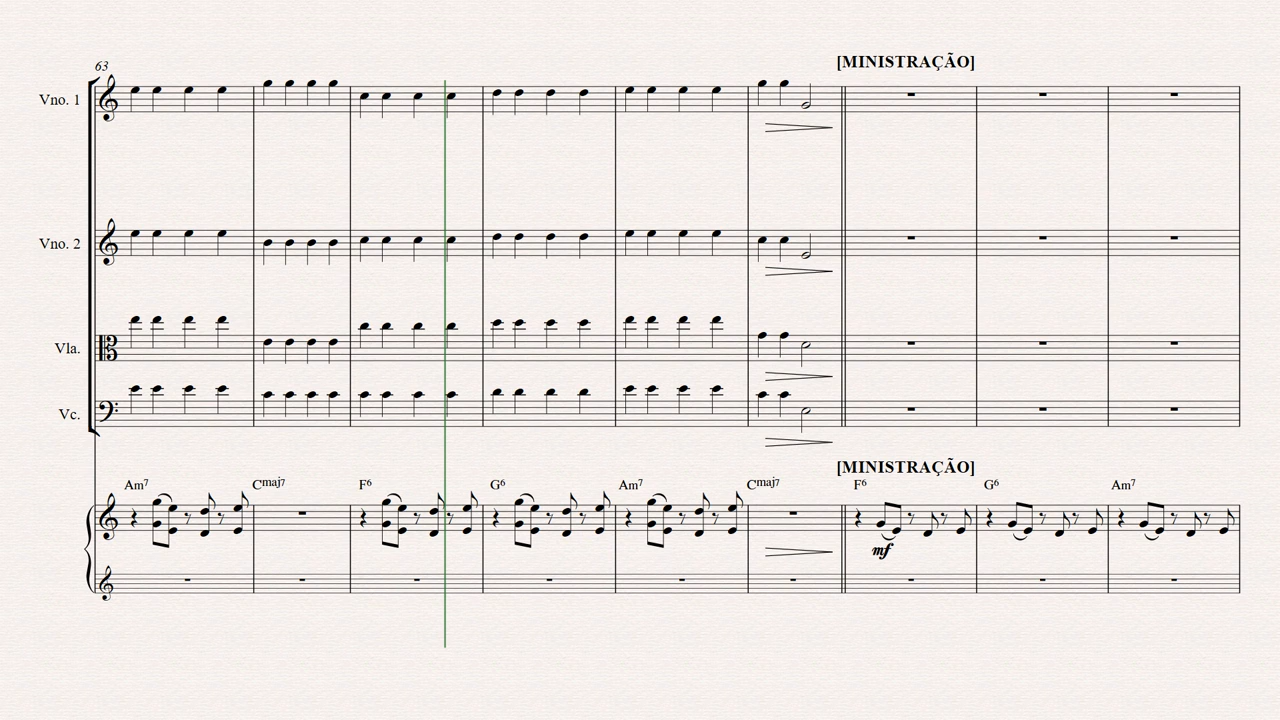 [MINISTRAÇÃO]
63
Vno. 1
Vno. 2
Vla.
Vc.
[MINISTRAÇÃO]
Am7 Cmaj7 F6 G6 Am7 Cmaj7 F6 G6 Am7
mf